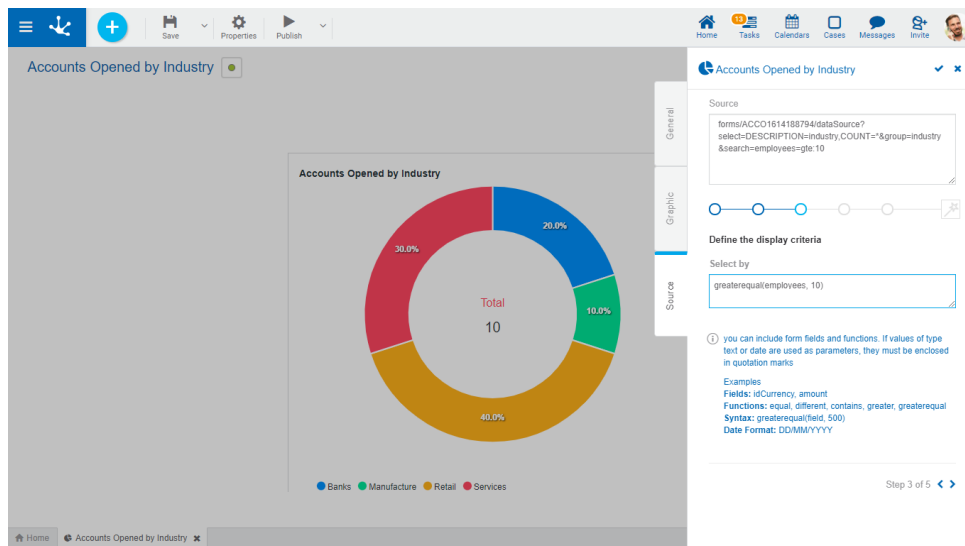 Save
Properties
Publish
Home
13
Tasks
Calendars
Cases
Messages
Invite
Accounts Opened by Industry
Accounts Opened by Industry
20.0%
30.0%
10.0%
Total
10
40.0%
Banks Manufacture Retail Services
General
Graphic
Source
Accounts Opened by Industry
Source
forms/ACCO1614188794/dataSource?
select=DESCRIPTION=industry,COUNT=*&group=industry
&search=employees=gte:10
Define the display criteria
Select by
greaterequal(employees, 10)
you can include form fields and functions. If values of type
text or date are used as parameters, they must be enclosed
in quotation marks
Examples
Fields: idCurrency, amount
Functions: equal, different, contains, greater, greaterequal
Syntax: greaterequal(field, 500)
Date Format: DD/MM/YYYY
Step 3 of 5
Home
Accounts Opened by Industry